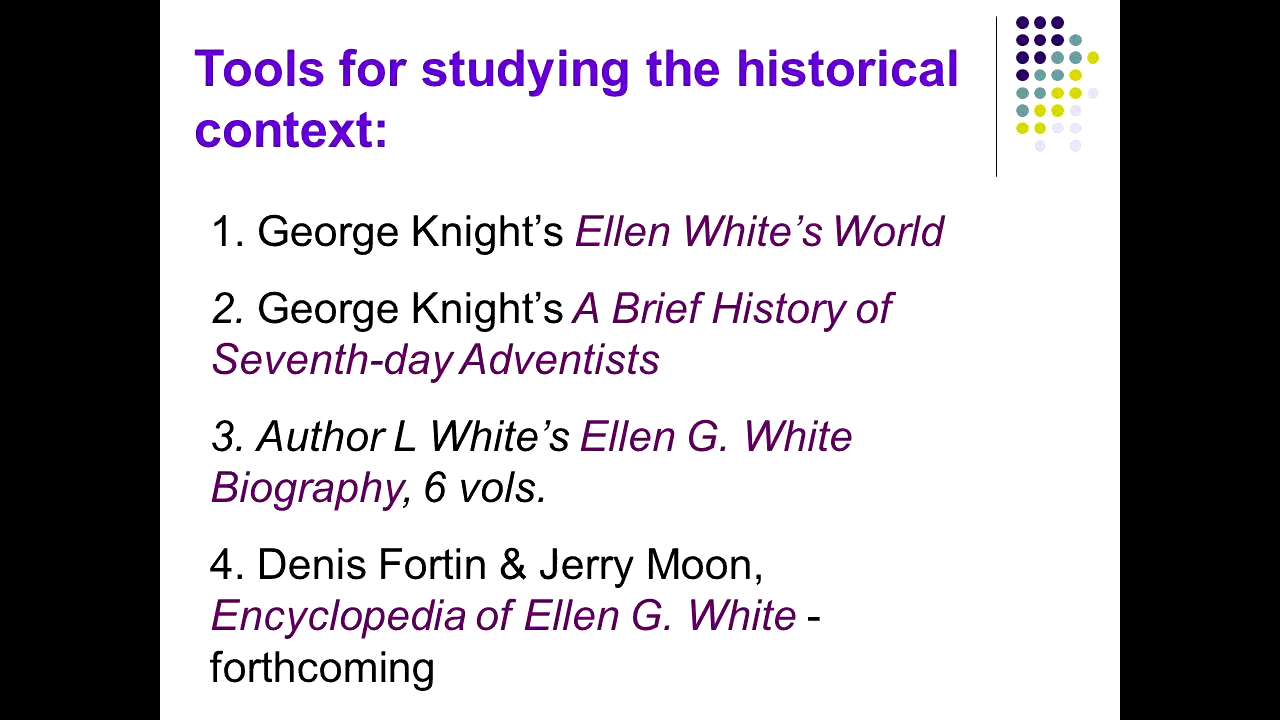 Tools for studying the historical
context:
1. George Knight’s Ellen White’s World
2. George Knight’s A Brief History of
Seventh-day Adventists
3. Author L White’s Ellen G. White
Biography, 6 vols.
4. Denis Fortin & Jerry Moon,
Encyclopedia of Ellen G. White -
forthcoming